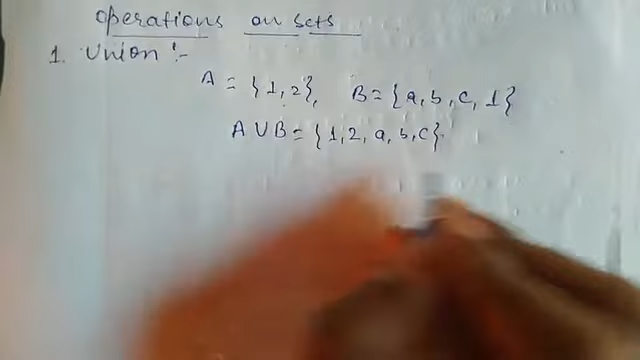 operations on sets
1. Union :-
A = {1,2}, B = {a, b, c, 1}
A ∪ B = {1, 2, a, b, c}.